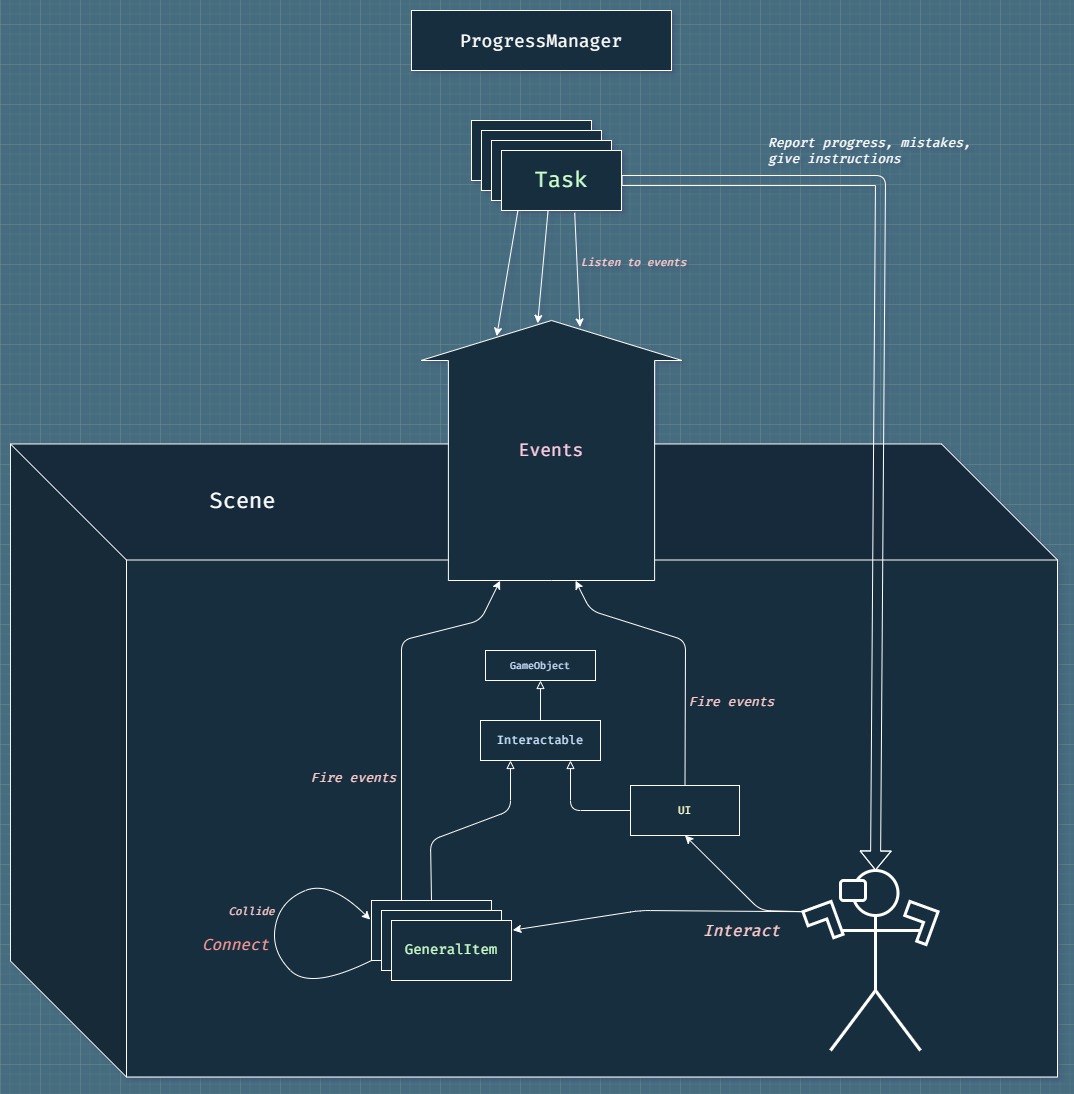 ProgressManager
Report progress, mistakes,
give instructions
Task
Listen to events
Events
Scene
GameObject
Fire events
Interactable
Fire events
UI
Collide
Interact
Connect
GeneralItem